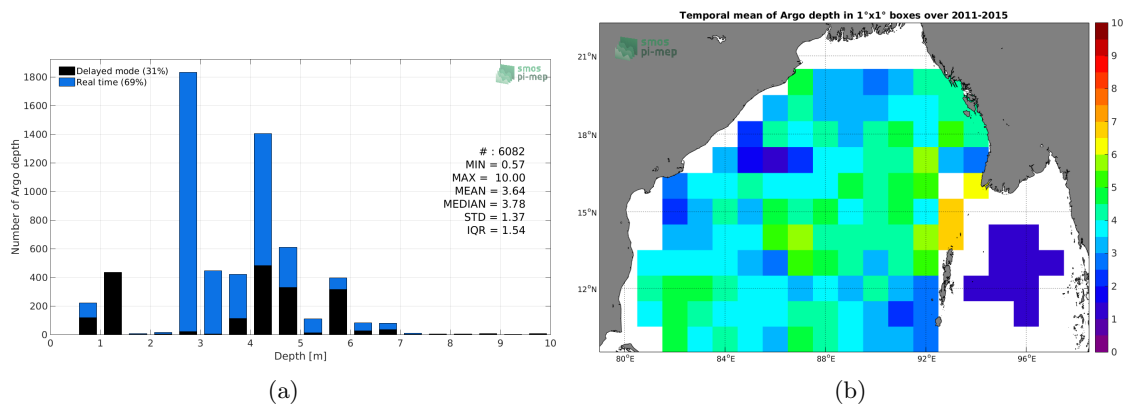 Delayed mode (31%)
Real time (69%)
smos
pi-mep
# : 6082
MIN = 0.57
MAX = 10.00
MEAN = 3.64
MEDIAN = 3.78
STD = 1.37
IQR = 1.54
Number of Argo depth
1800
1600
1400
1200
1000
800
600
400
200
0
0 1 2 3 4 5 6 7 8 9 10
Depth [m]
(a)
Temporal mean of Argo depth in 1°x1° boxes over 2011-2015
smos
pi-mep
21°N
18°N
15°N
12°N
80°E 84°E 88°E 92°E 96°E
10
9
8
7
6
5
4
3
2
1
0
(b)